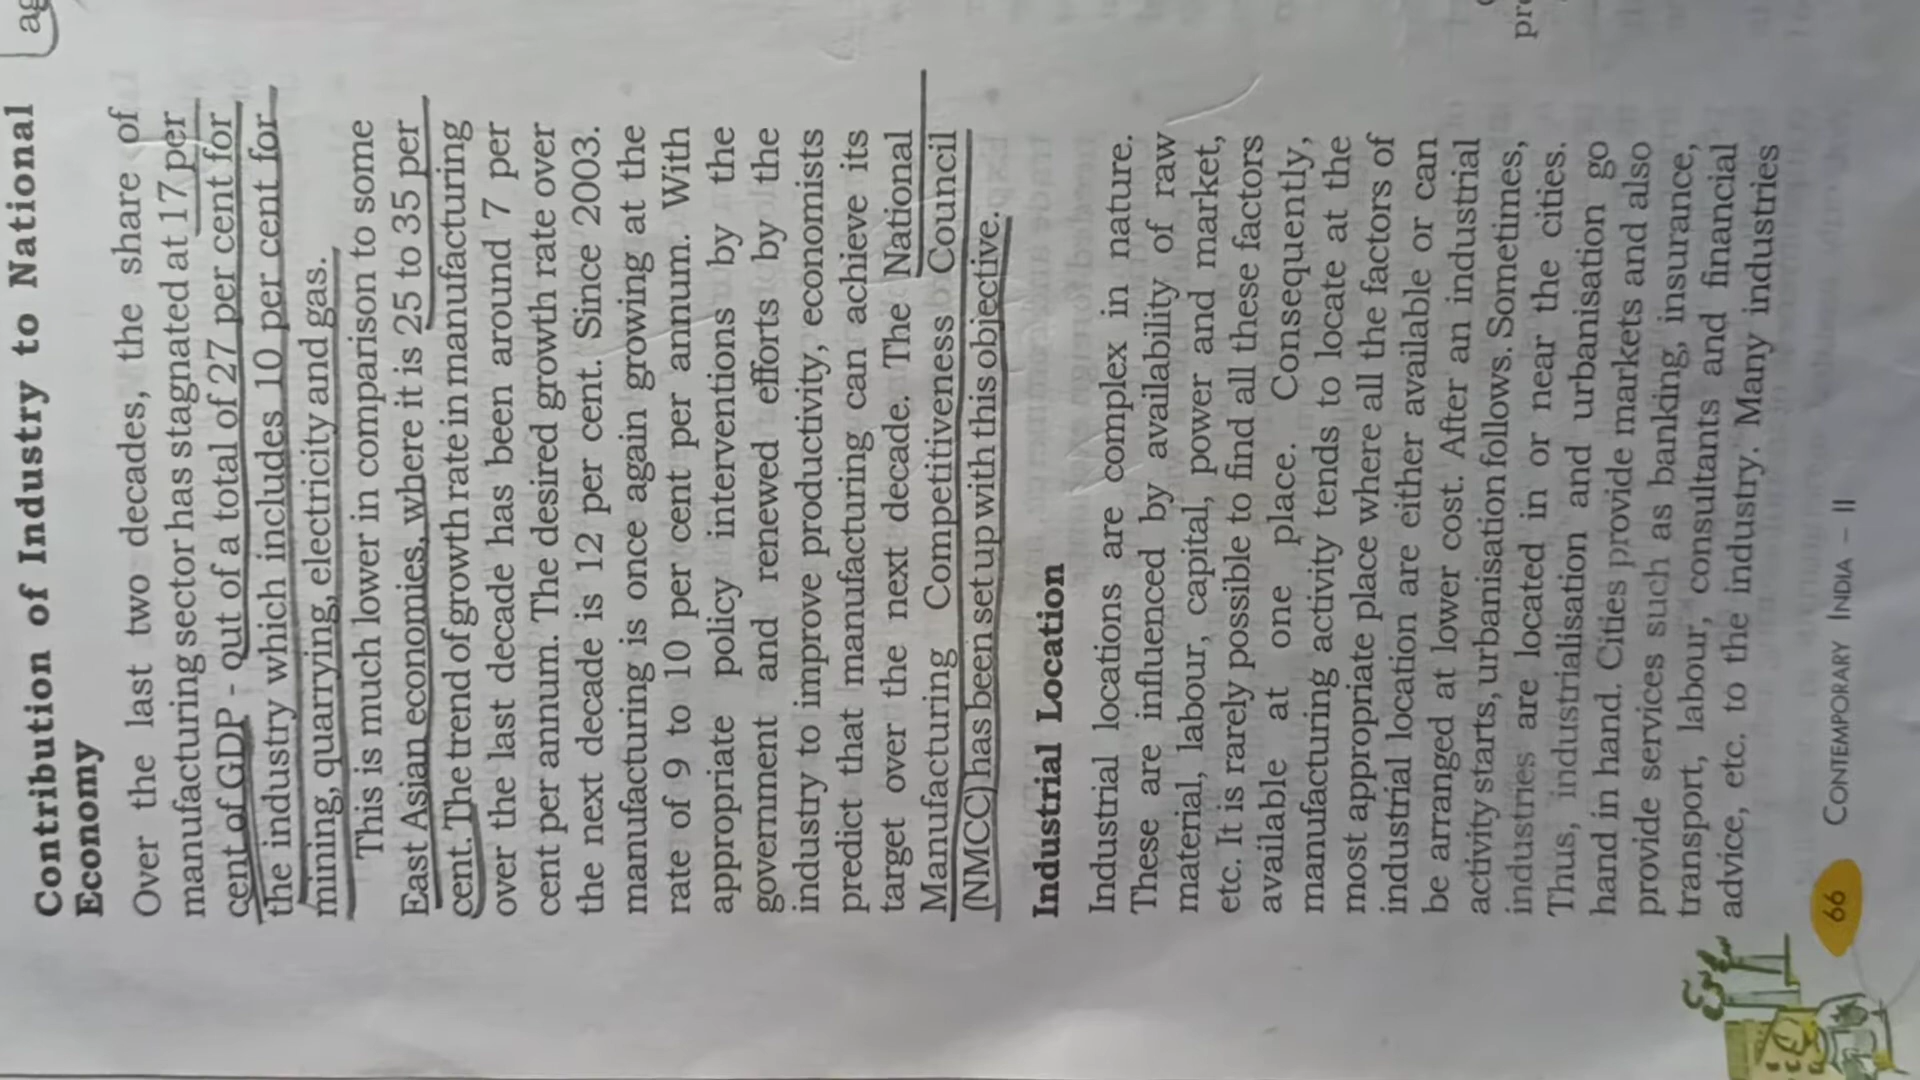 Contribution of Industry to National
Economy
Over the last two decades, the share of
manufacturing sector has stagnated at 17 per
cent of GDP - out of a total of 27 per cent for
the industry which includes 10 per cent for
mining, quarrying, electricity and gas.
This is much lower in comparison to some
East Asian economies, where it is 25 to 35 per
cent. The trend of growth rate in manufacturing
over the last decade has been around 7 per
cent per annum. The desired growth rate over
the next decade is 12 per cent. Since 2003.
manufacturing is once again growing at the
rate of 9 to 10 per cent per annum. With
appropriate policy interventions by the
government and renewed efforts by the
industry to improve productivity, economists
predict that manufacturing can achieve its
target over the next decade. The National
Manufacturing Competitiveness Council
(NMCC) has been set up with this objective.
Industrial Location
Industrial locations are complex in nature.
These are influenced by availability of raw
material, labour, capital, power and market,
etc. It is rarely possible to find all these factors
available at one place. Consequently,
manufacturing activity tends to locate at the
most appropriate place where all the factors of
industrial location are either available or can
be arranged at lower cost. After an industrial
activity starts, urbanisation follows. Sometimes,
industries are located in or near the cities.
Thus, industrialisation and urbanisation go
hand in hand. Cities provide markets and also
provide services such as banking, insurance,
transport, labour, consultants and financial
advice, etc. to the industry. Many industries
66 CONTEMPORARY INDIA – II